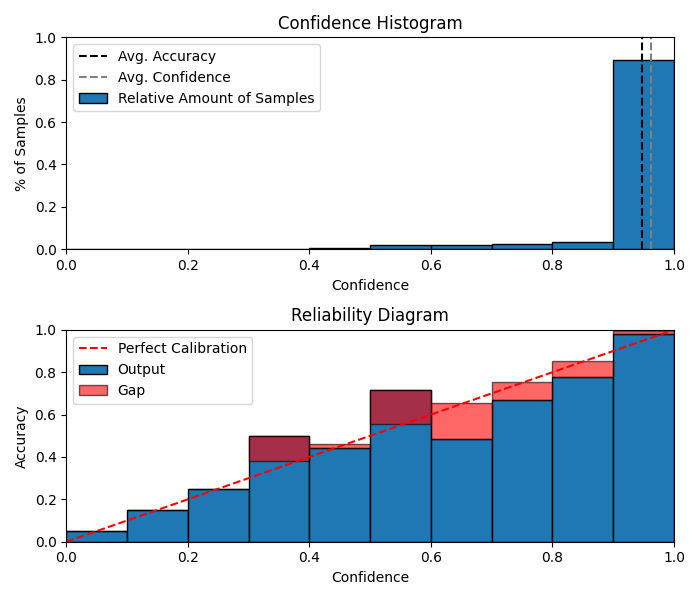 Confidence Histogram
1.0
0.8
0.6
0.4
0.2
0.0
% of Samples
Avg. Accuracy
Avg. Confidence
Relative Amount of Samples
0.0 0.2 0.4 0.6 0.8 1.0
Confidence
Reliability Diagram
1.0
0.8
0.6
0.4
0.2
0.0
Accuracy
Perfect Calibration
Output
Gap
0.0 0.2 0.4 0.6 0.8 1.0
Confidence